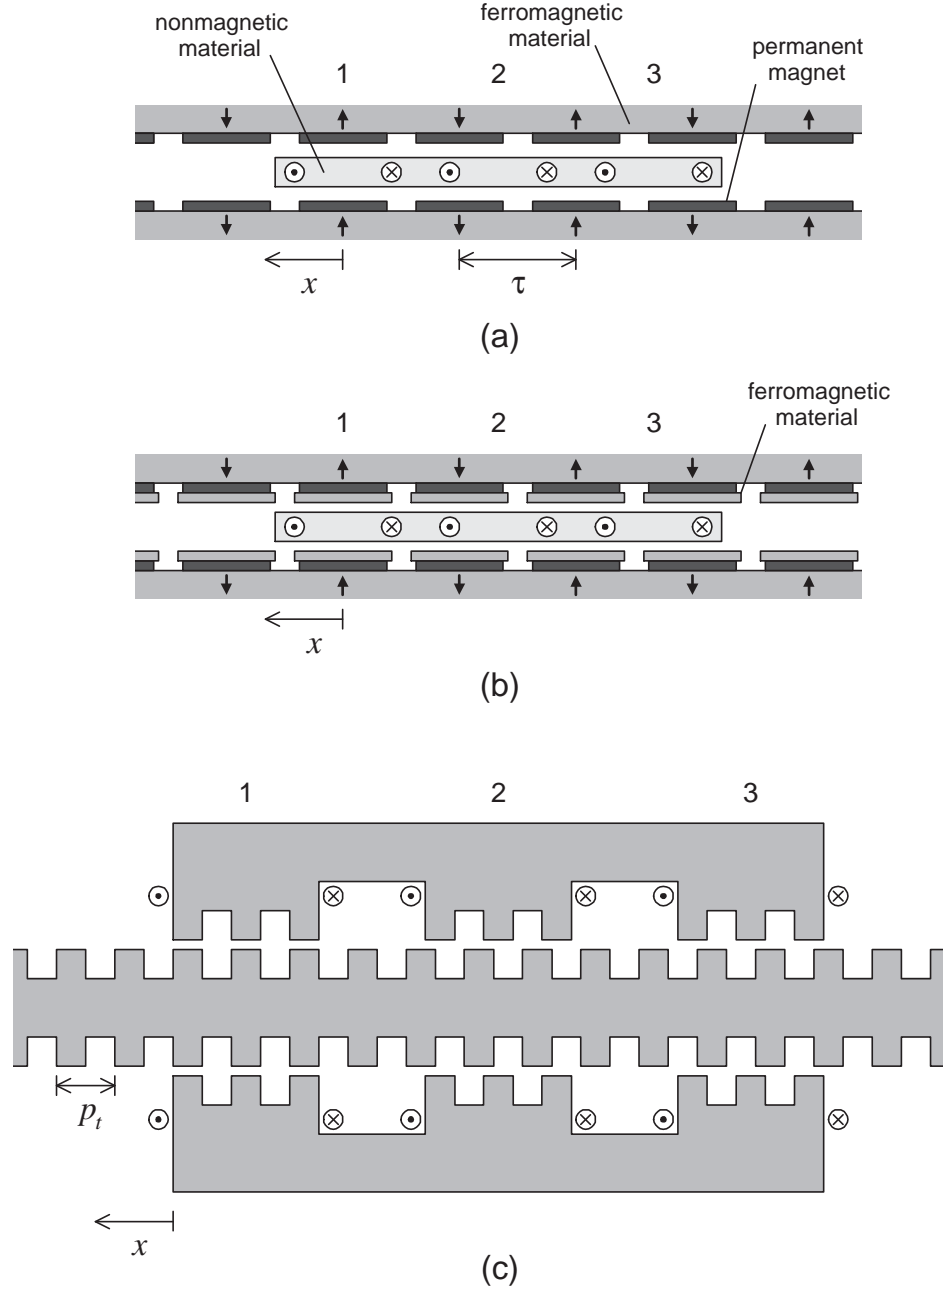 nonmagnetic
material
ferromagnetic
material
permanent
magnet
1 2 3
x τ
(a)
ferromagnetic
material
1 2 3
x
(b)
1 2 3
p_t
x
(c)